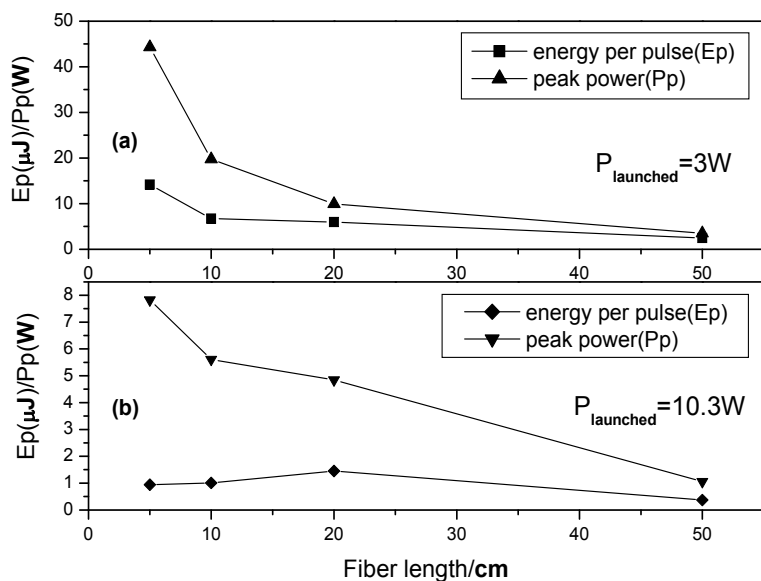 50
40
30
20
10
0
Ep(μJ)/Pp(W)
energy per pulse(Ep)
peak power(Pp)
(a)
P_launched=3W
0 10 20 30 40 50
8
7
6
5
4
3
2
1
0
Ep(μJ)/Pp(W)
energy per pulse(Ep)
peak power(Pp)
(b)
P_launched=10.3W
0 10 20 30 40 50
Fiber length/cm